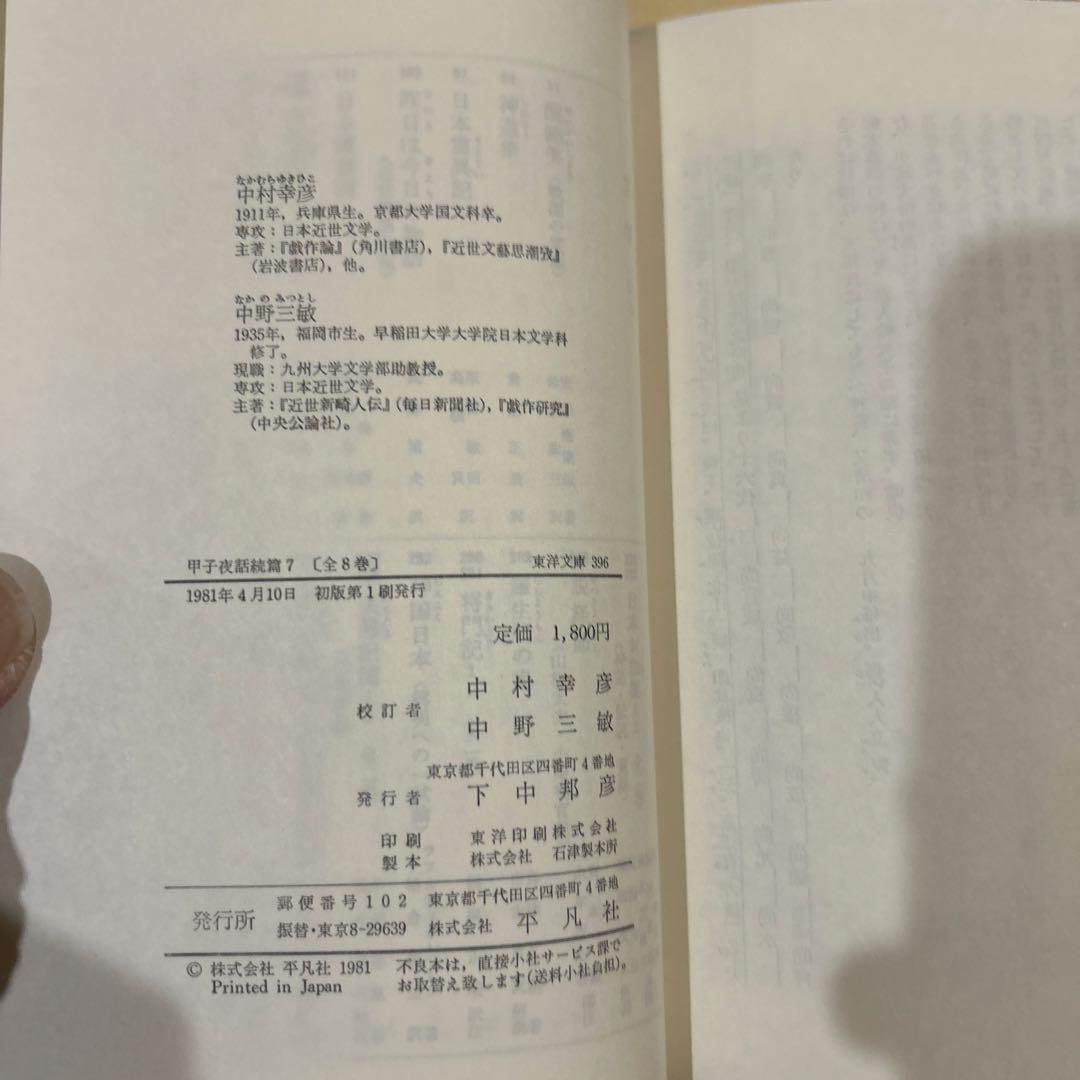 なかむらゆきひこ
中村幸彦
1911年，兵庫県生。京都大学国文科卒。
専攻：日本近世文学。
主著：『戯作論』（角川書店），『近世文藝思潮攷』
（岩波書店），他。
なかのみつとし
中野三敏
1935年，福岡市生。早稲田大学大学院日本文学科
修了。
現職：九州大学文学部助教授。
専攻：日本近世文学。
主著：『近世新畸人伝』（毎日新聞社），『戯作研究』
（中央公論社）。
甲子夜話続篇7 〔全8巻〕 東洋文庫 396
1981年4月10日 初版第1刷発行
定価 1,800円
校訂者 中村幸彦
中野三敏
東京都千代田区四番町4番地
発行者 下中邦彦
印刷 東洋印刷株式会社
製本 株式会社 石津製本所
発行所 郵便番号102 東京都千代田区四番町4番地
振替・東京8-29639 株式会社 平凡社
© 株式会社 平凡社 1981 不良本は，直接小社サービス課で
Printed in Japan お取替え致します（送料小社負担）。